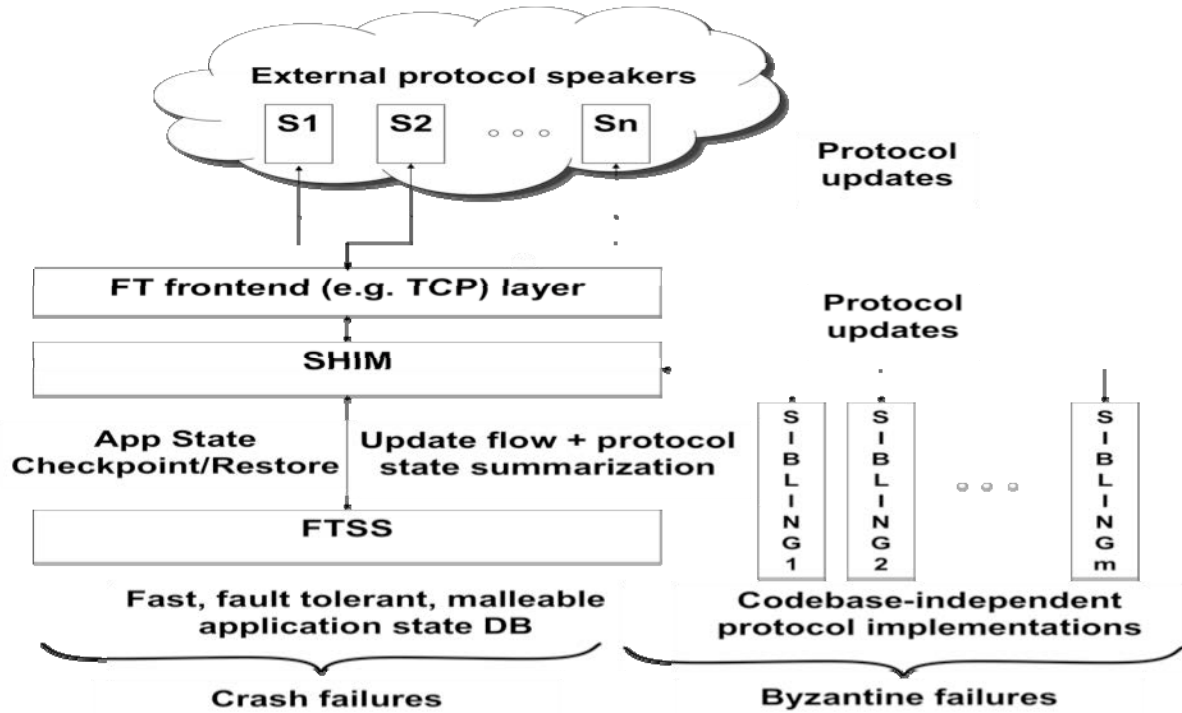 External protocol speakers
S1
S2
Sn
Protocol
updates
FT frontend (e.g. TCP) layer
Protocol
updates
SHIM
App State
Checkpoint/Restore
Update flow + protocol
state summarization
SIBLING1
SIBLING2
SIBLINGm
FTSS
Fast, fault tolerant, malleable
application state DB
Codebase-independent
protocol implementations
Crash failures
Byzantine failures